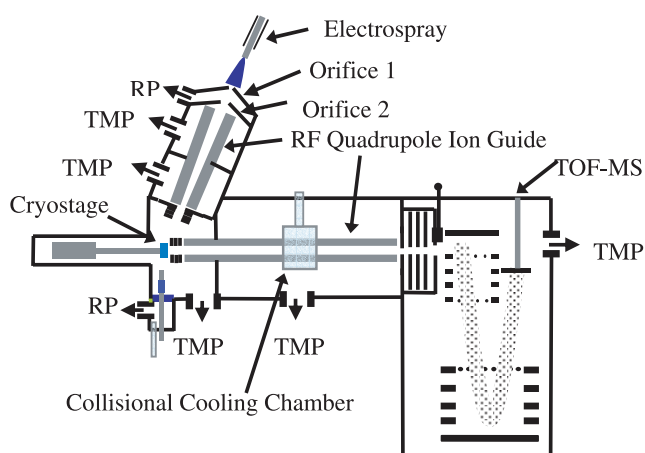 Electrospray
Orifice 1
RP
Orifice 2
TMP
RF Quadrupole Ion Guide
TMP
TOF-MS
Cryostage
TMP
RP
TMP
TMP
Collisional Cooling Chamber